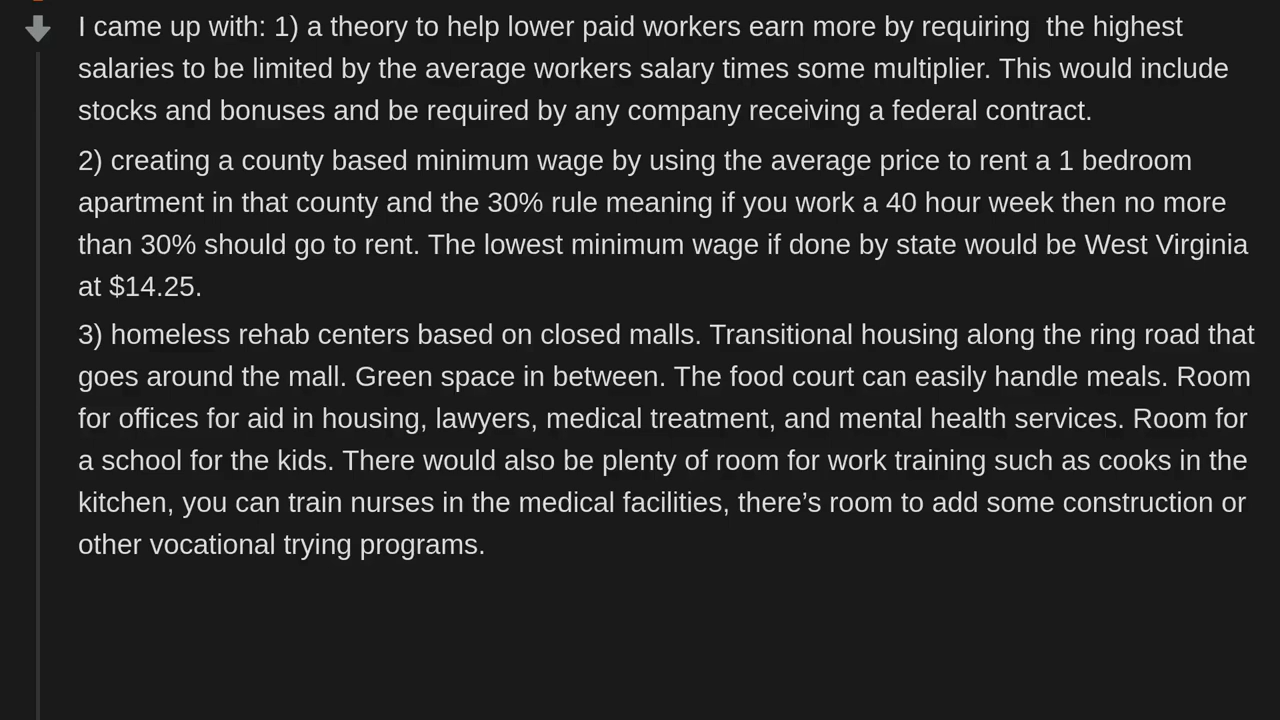 I came up with: 1) a theory to help lower paid workers earn more by requiring  the highest
salaries to be limited by the average workers salary times some multiplier. This would include
stocks and bonuses and be required by any company receiving a federal contract.
2) creating a county based minimum wage by using the average price to rent a 1 bedroom
apartment in that county and the 30% rule meaning if you work a 40 hour week then no more
than 30% should go to rent. The lowest minimum wage if done by state would be West Virginia
at $14.25.
3) homeless rehab centers based on closed malls. Transitional housing along the ring road that
goes around the mall. Green space in between. The food court can easily handle meals. Room
for offices for aid in housing, lawyers, medical treatment, and mental health services. Room for
a school for the kids. There would also be plenty of room for work training such as cooks in the
kitchen, you can train nurses in the medical facilities, there’s room to add some construction or
other vocational trying programs.